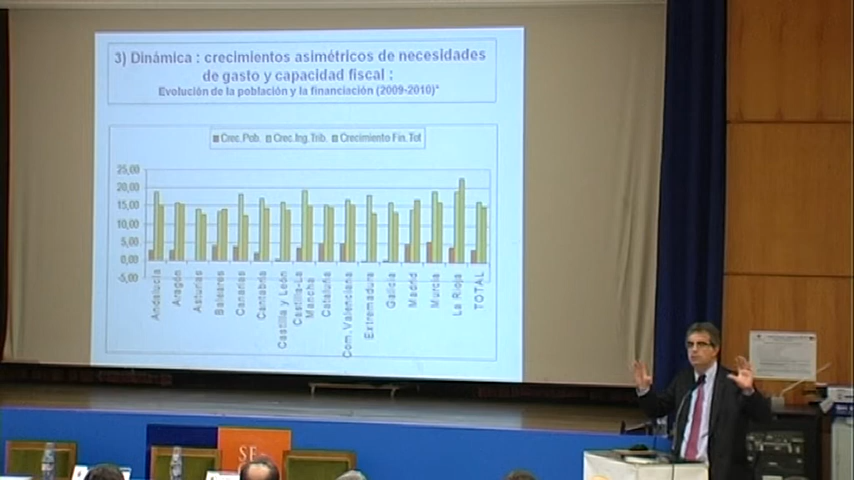 3) Dinámica : crecimientos asimétricos de necesidades
de gasto y capacidad fiscal :
Evolución de la población y la financiación (2009-2010)*
Crec.Pob. Crec.Ing.Trib. Crecimiento Fin.Tot
25,00
20,00
15,00
10,00
5,00
0,00
-5,00
Andalucía
Aragón
Asturias
Baleares
Canarias
Cantabria
Castilla y León
Castilla-La
Mancha
Cataluña
Com.Valenciana
Extremadura
Galicia
Madrid
Murcia
La Rioja
TOTAL
SE